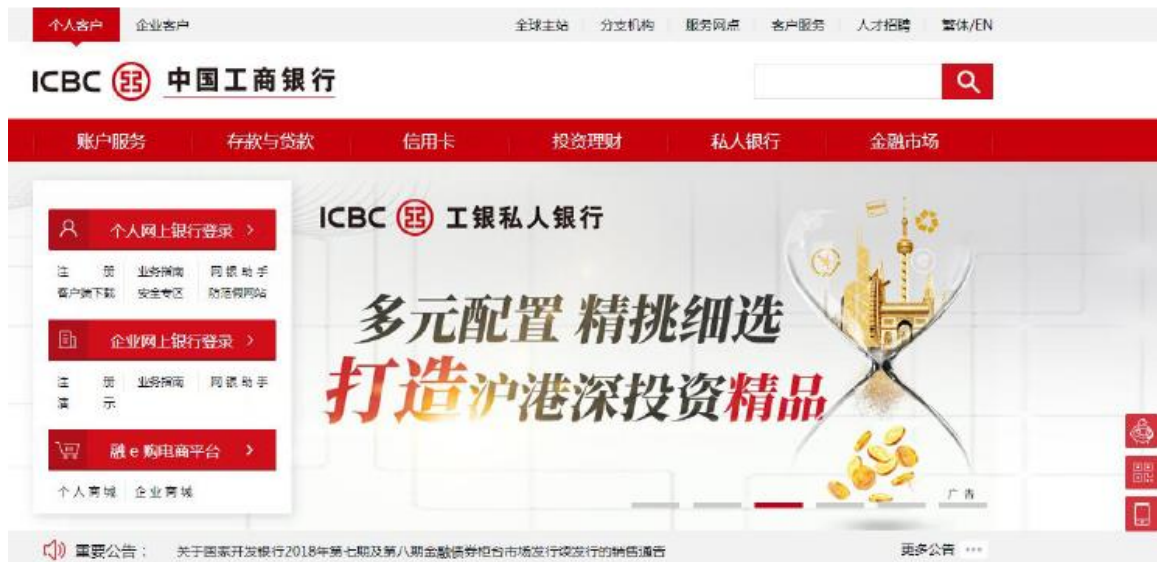 个人客户 企业客户 全球主站 分支机构 服务网点 客户服务 人才招聘 繁体/EN
ICBC 中国工商银行
账户服务 存款与贷款 信用卡 投资理财 私人银行 金融市场
ICBC 工银私人银行
个人网上银行登录 >
注册 业务指南 网银助手
客户端下载 安全专区 防范假网站
多元配置 精挑细选
企业网上银行登录 >
注册 业务指南 网银助手
演示
打造沪港深投资精品
融e购电商平台 >
个人商城 企业商城
广告
重要公告： 关于国家开发银行2018年第七期及第八期金融债券柜台市场发行续发行的销售通告 更多公告 ···